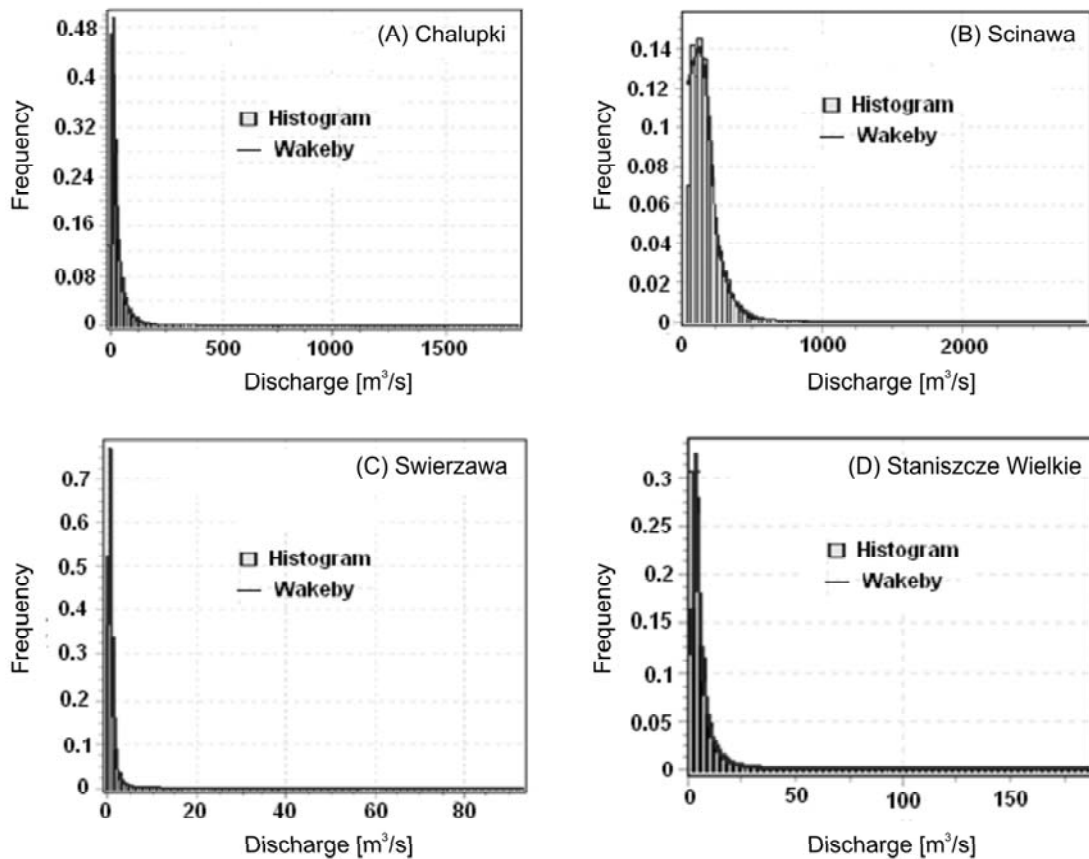 (A) Chalupki
Frequency
0.48
0.4
0.32
0.24
0.16
0.08
0
Histogram
Wakeby
0 500 1000 1500
Discharge [m³/s]
(B) Scinawa
Frequency
0.14
0.12
0.1
0.08
0.06
0.04
0.02
0
Histogram
Wakeby
0 1000 2000
Discharge [m³/s]
(C) Swierzawa
Frequency
0.7
0.6
0.5
0.4
0.3
0.2
0.1
0
Histogram
Wakeby
0 20 40 60 80
Discharge [m³/s]
(D) Staniszcze Wielkie
Frequency
0.3
0.25
0.2
0.15
0.1
0.05
0
Histogram
Wakeby
0 50 100 150
Discharge [m³/s]